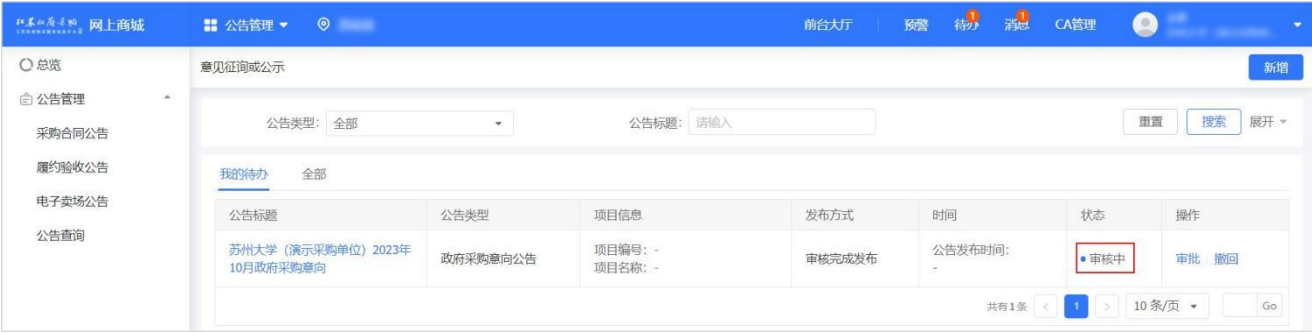 江苏政府采购 网上商城
公告管理
前台大厅 预警 待办 1 消息 1 CA管理
总览
公告管理
采购合同公告
履约验收公告
电子卖场公告
公告查询
意见征询或公示 新增
公告类型： 全部 公告标题： 请输入 重置 搜索 展开
我的待办 全部
公告标题 公告类型 项目信息 发布方式 时间 状态 操作
苏州大学（演示采购单位）2023年
10月政府采购意向
政府采购意向公告
项目编号： -
项目名称： -
审核完成发布
公告发布时间：
-
审核中
审批 撤回
共有1条 < 1 > 10 条/页 Go